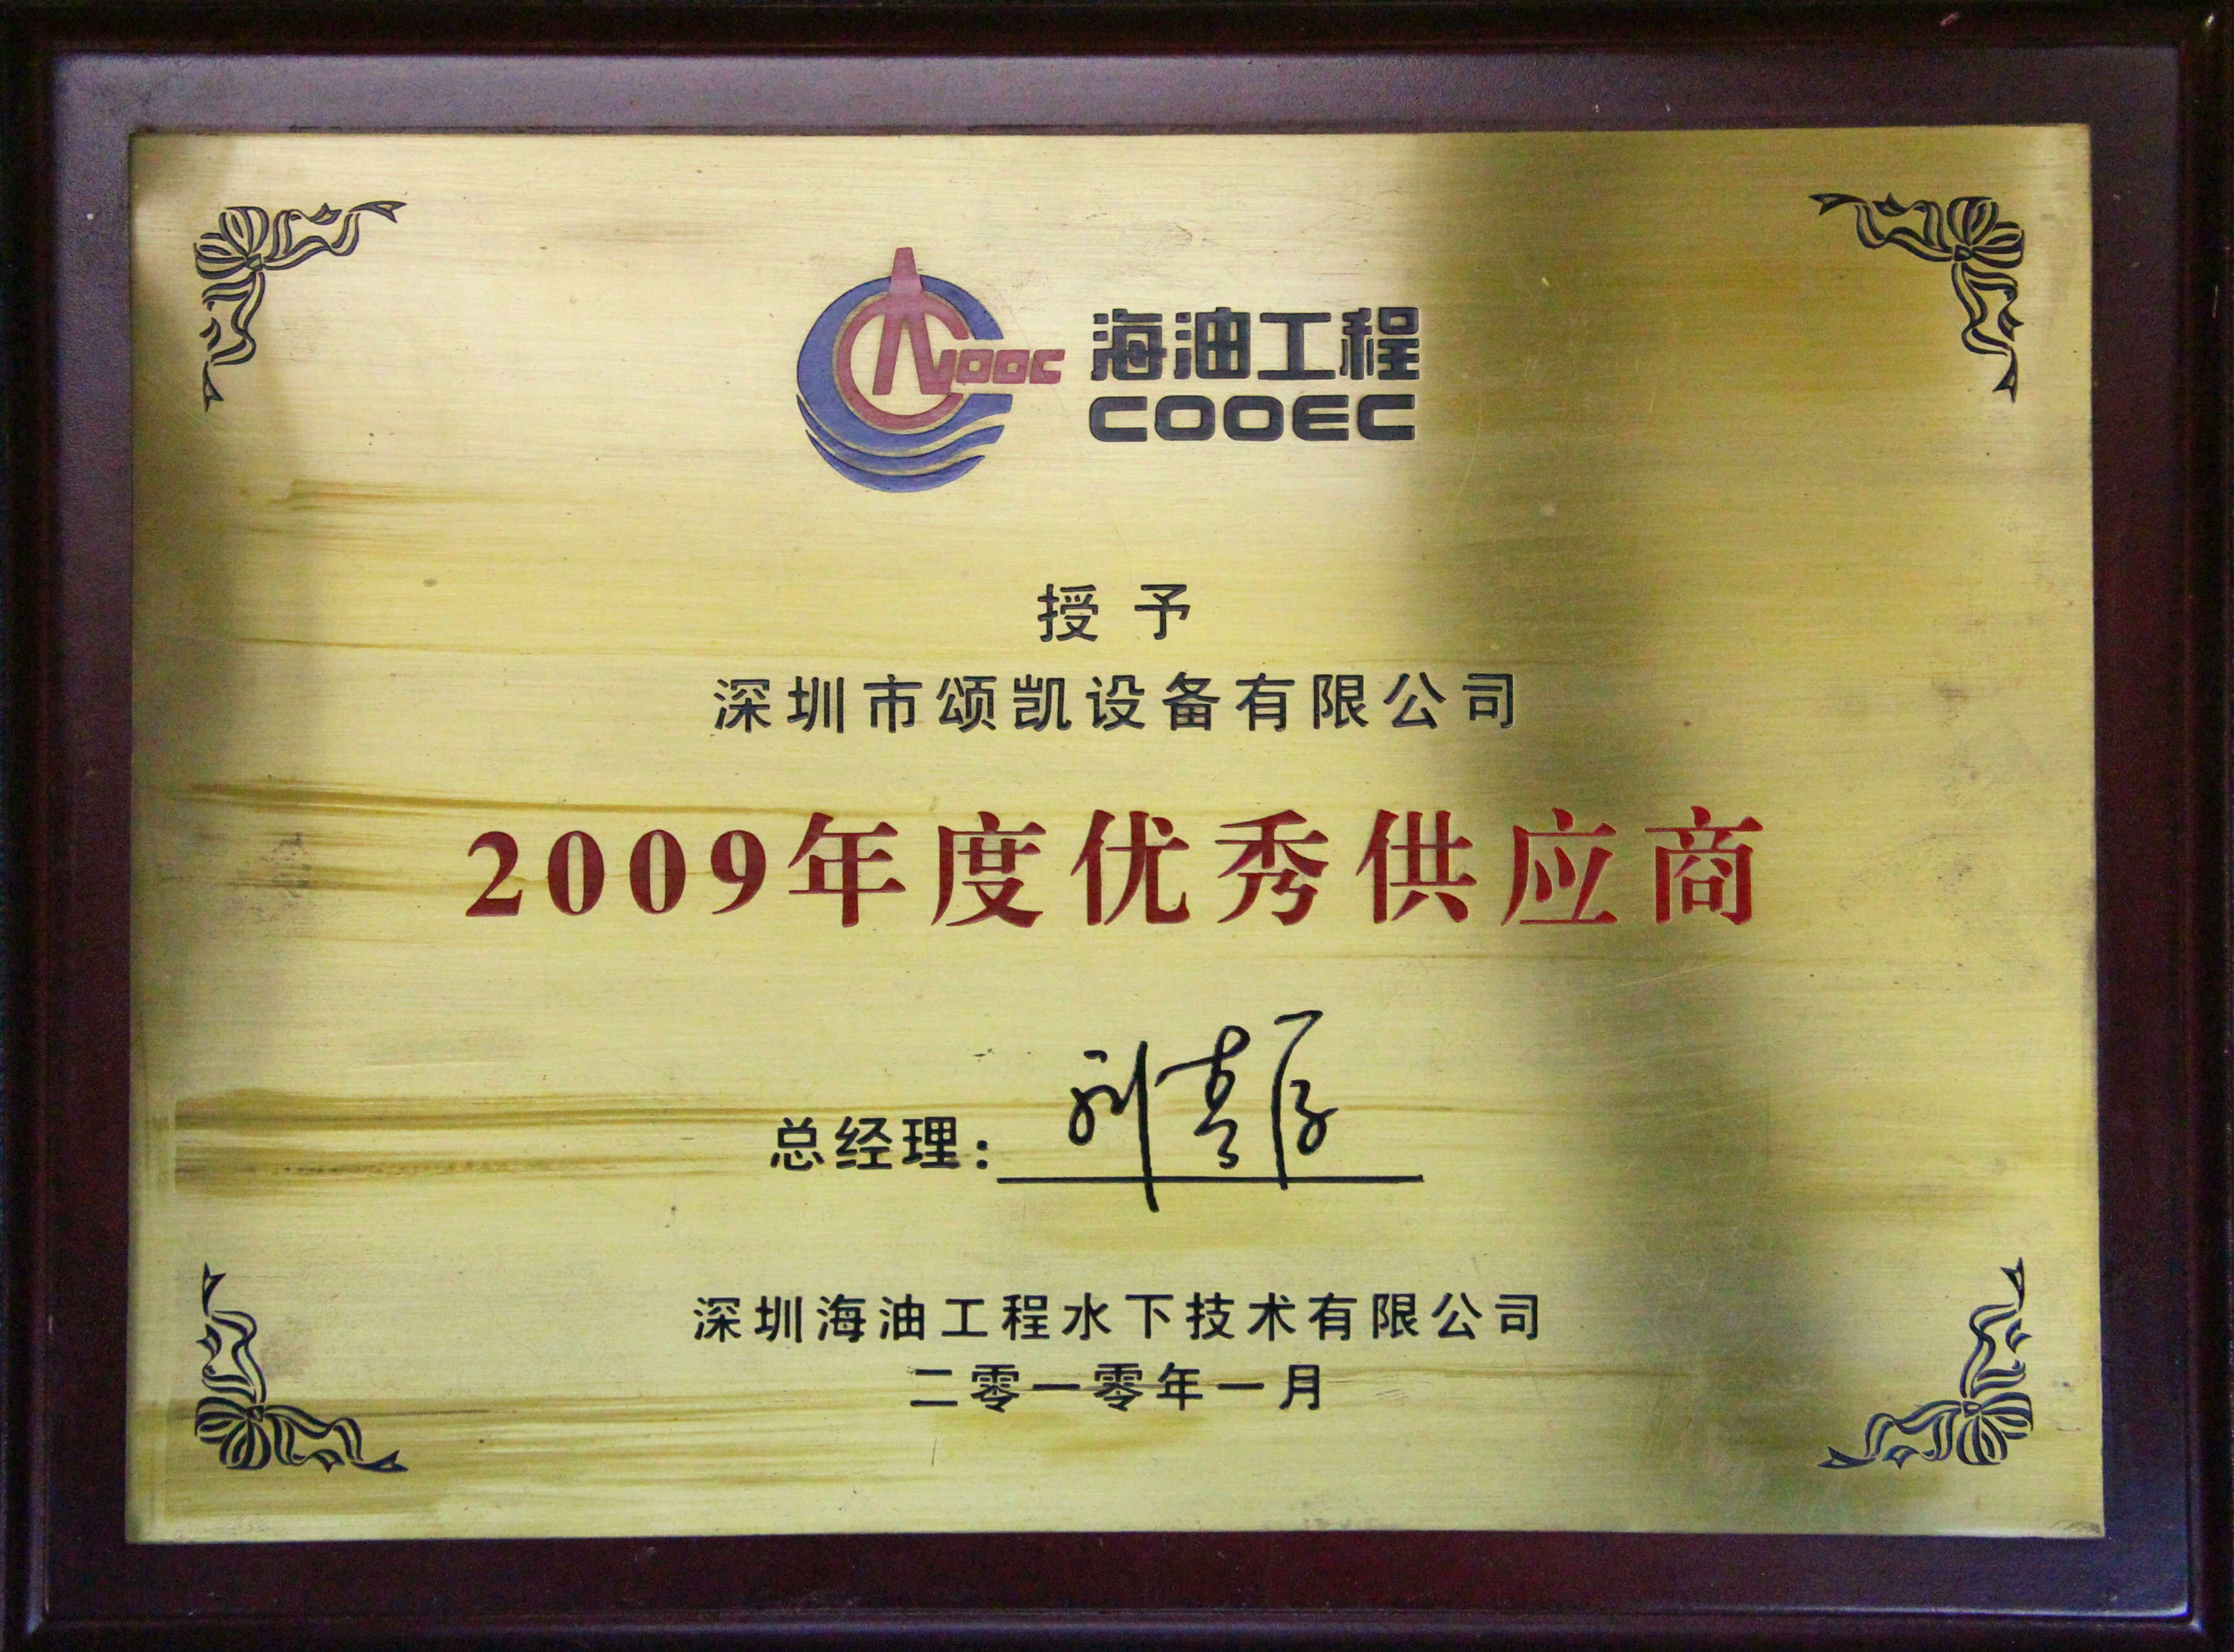 CNOOC
海油工程
COOEC
授予
深圳市颂凯设备有限公司
2009年度优秀供应商
总经理：
深圳海油工程水下技术有限公司
二零一零年一月